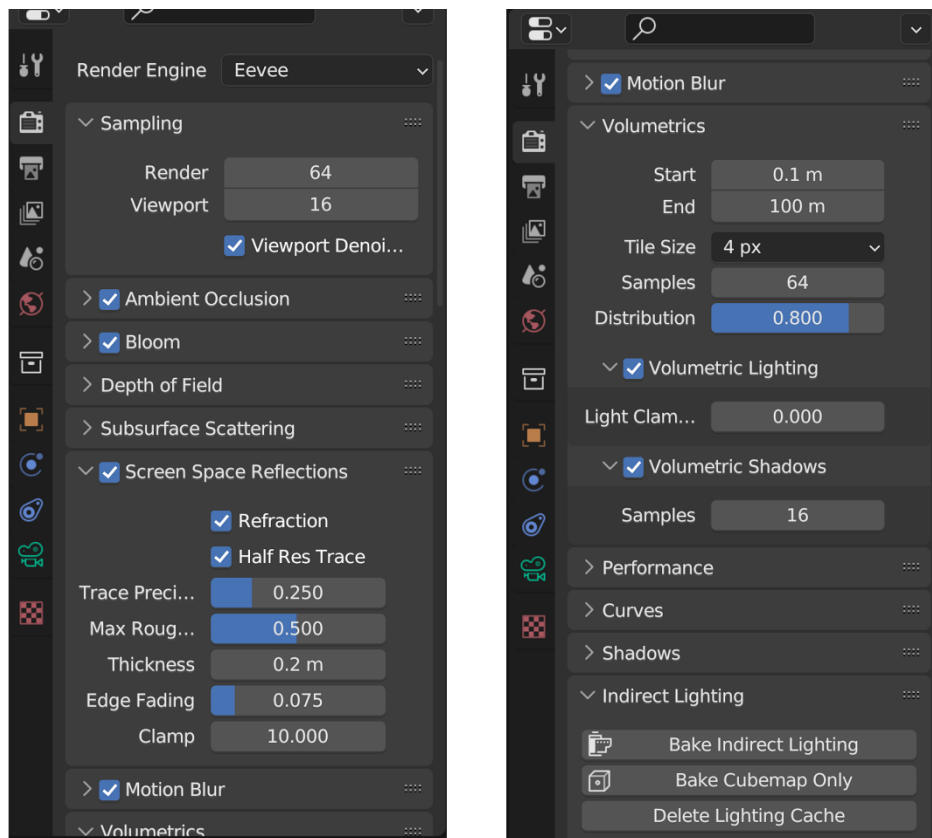 Render Engine Eevee
Sampling
Render 64
Viewport 16
Viewport Denoi...
Ambient Occlusion
Bloom
Depth of Field
Subsurface Scattering
Screen Space Reflections
Refraction
Half Res Trace
Trace Preci... 0.250
Max Roug... 0.500
Thickness 0.2 m
Edge Fading 0.075
Clamp 10.000
Motion Blur
Volumetrics
Motion Blur
Volumetrics
Start 0.1 m
End 100 m
Tile Size 4 px
Samples 64
Distribution 0.800
Volumetric Lighting
Light Clam... 0.000
Volumetric Shadows
Samples 16
Performance
Curves
Shadows
Indirect Lighting
Bake Indirect Lighting
Bake Cubemap Only
Delete Lighting Cache